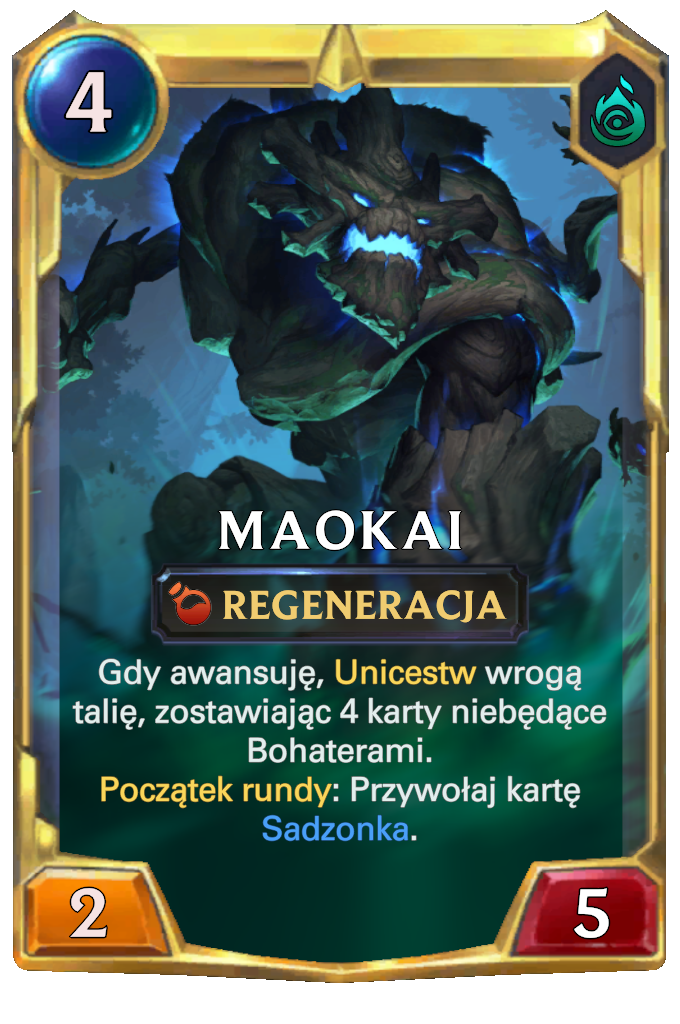 4
MAOKAI
REGENERACJA
Gdy awansuję, Unicestw wrogą
talię, zostawiając 4 karty niebędące
Bohaterami.
Początek rundy: Przywołaj kartę
Sadzonka.
2
5